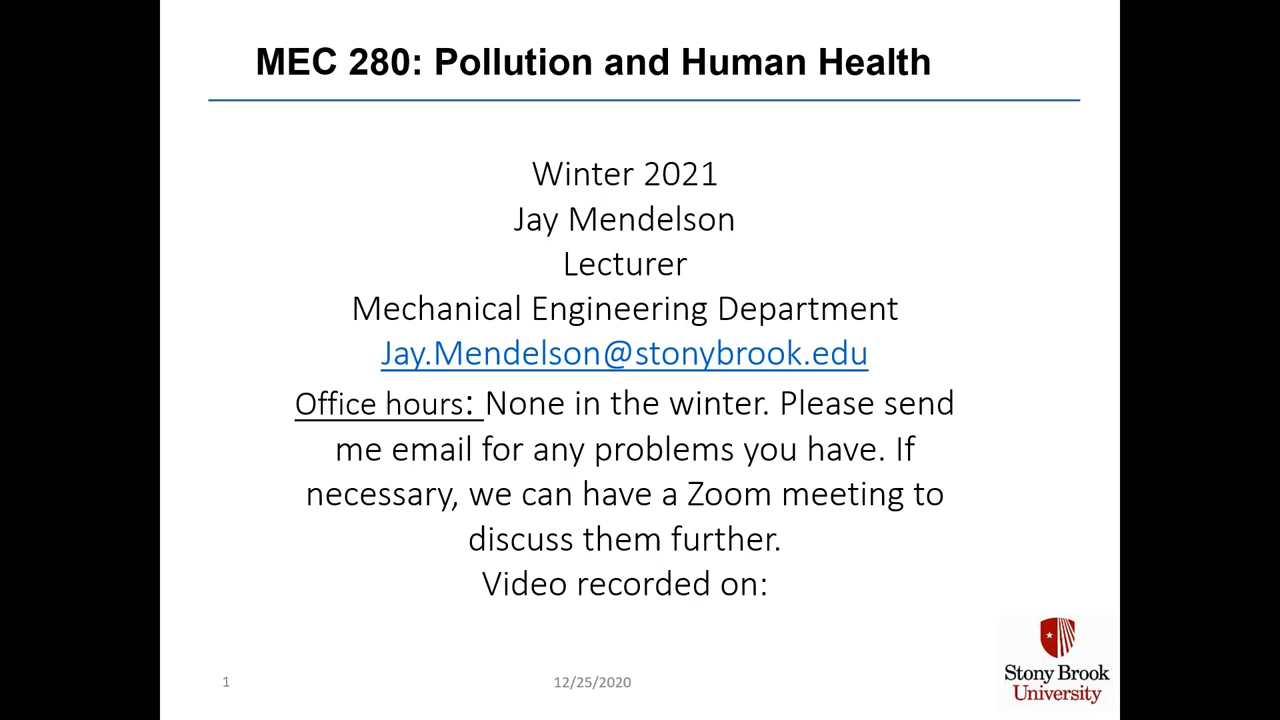 MEC 280: Pollution and Human Health
Winter 2021
Jay Mendelson
Lecturer
Mechanical Engineering Department
Jay.Mendelson@stonybrook.edu
Office hours: None in the winter. Please send
me email for any problems you have. If
necessary, we can have a Zoom meeting to
discuss them further.
Video recorded on:
1
12/25/2020
Stony Brook
University